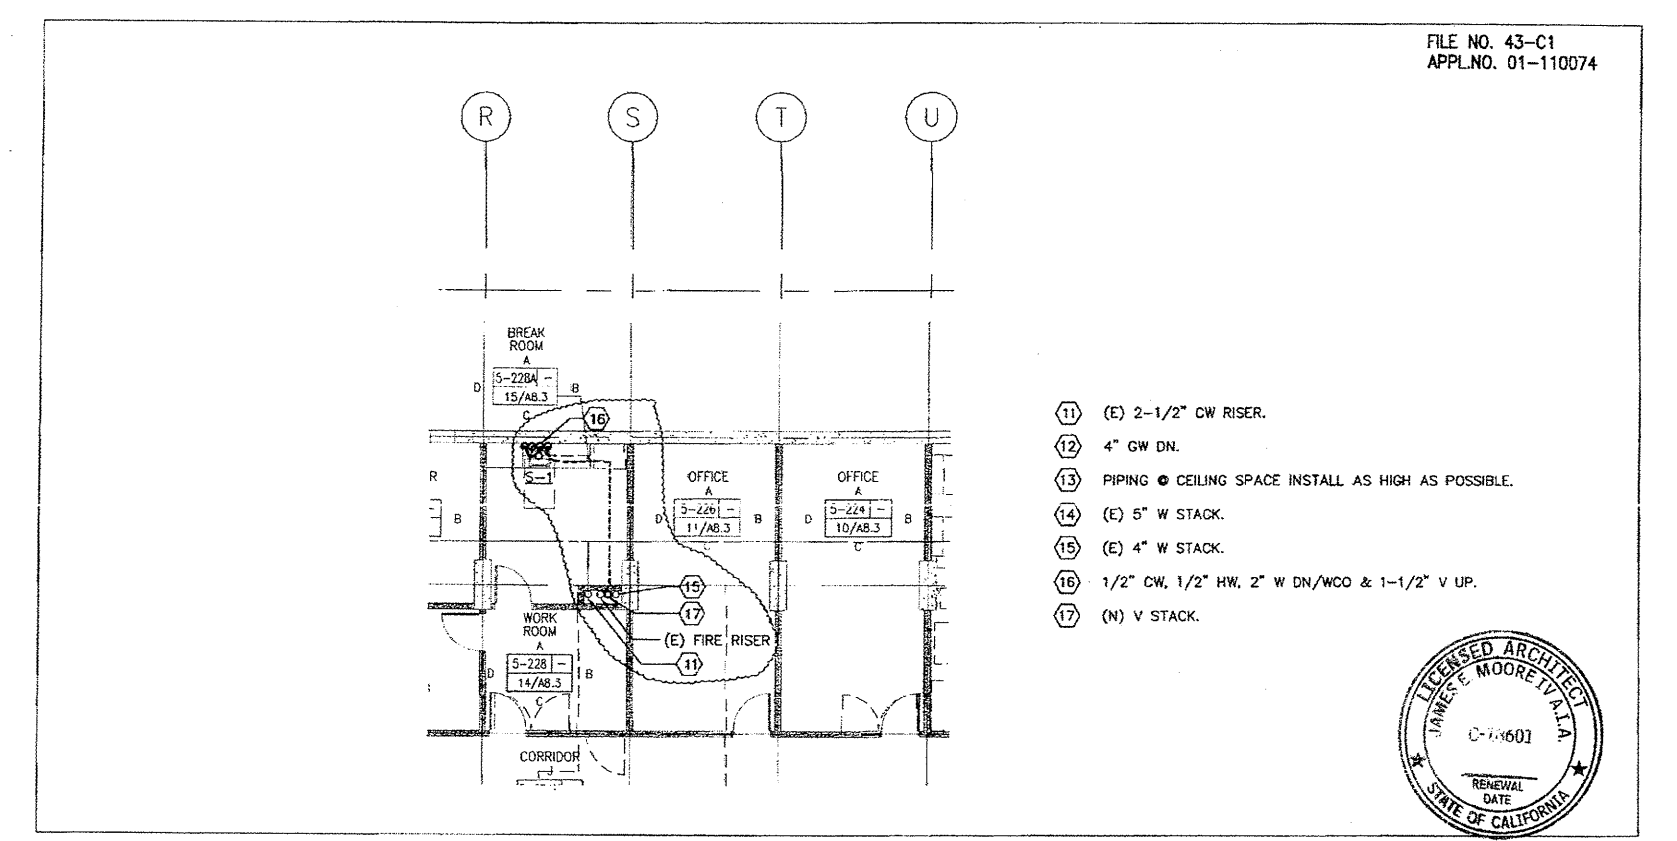 FILE NO. 43-C1
APPL.NO. 01-110074
R S T U
BREAK
ROOM
A
5-228A -
15/A8.3
D B
C
16
S-1
R
B
OFFICE
A
5-226 -
11/A8.3
D B
C
OFFICE
A
5-224 -
10/A8.3
D B
C
15
17
(E) FIRE RISER
11
WORK
ROOM
A
5-228 -
14/A8.3
D B
C
CORRIDOR
11 (E) 2-1/2" CW RISER.
12 4" GW DN.
13 PIPING @ CEILING SPACE INSTALL AS HIGH AS POSSIBLE.
14 (E) 5" W STACK.
15 (E) 4" W STACK.
16 1/2" CW, 1/2" HW, 2" W DN/WCO & 1-1/2" V UP.
17 (N) V STACK.
LICENSED ARCHITECT
JAMES E. MOORE IV A.I.A.
RENEWAL
DATE
STATE OF CALIFORNIA